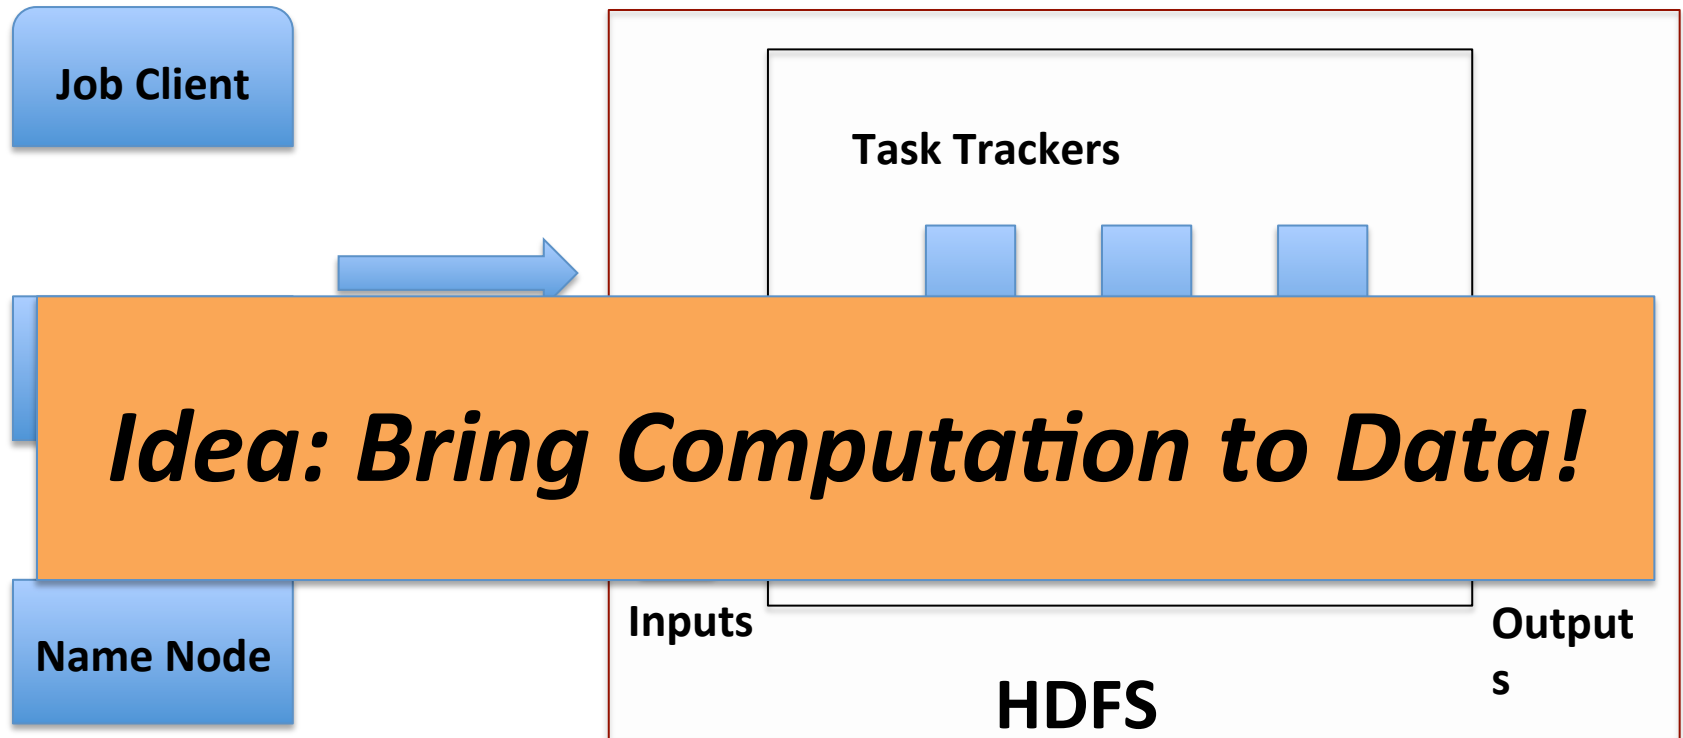 Job Client
Task Trackers
Idea: Bring Computation to Data!
Inputs
Output
s
Name Node
HDFS